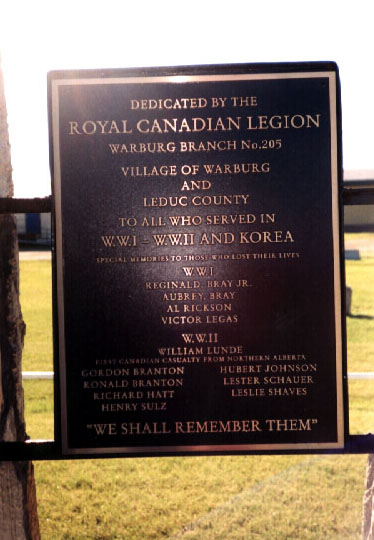 DEDICATED BY THE
ROYAL CANADIAN LEGION
WARBURG BRANCH No.205
VILLAGE OF WARBURG
AND
LEDUC COUNTY
TO ALL WHO SERVED IN
W.W.I - W.W.II AND KOREA
SPECIAL MEMORIES TO THOSE WHO LOST THEIR LIVES
W.W.I
REGINALD. BRAY JR.
AUBREY. BRAY
AL RICKSON
VICTOR LEGAS
W.W.II
WILLIAM LUNDE
FIRST CANADIAN CASUALTY FROM NORTHERN ALBERTA
GORDON BRANTON HUBERT JOHNSON
RONALD BRANTON LESTER SCHAUER
RICHARD HATT LESLIE SHAVES
HENRY SULZ
"WE SHALL REMEMBER THEM"